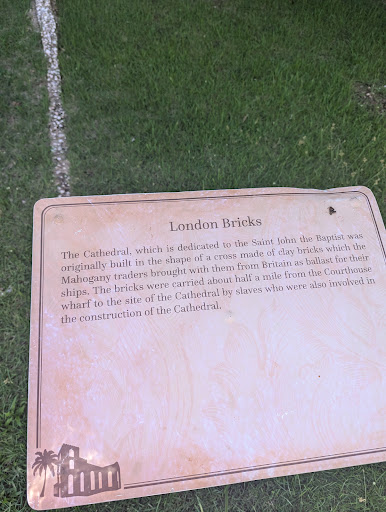 London Bricks
The Cathedral, which is dedicated to the Saint John the Baptist was
originally built in the shape of a cross made of clay bricks which the
Mahogany traders brought with them from Britain as ballast for their
ships. The bricks were carried about half a mile from the Courthouse
wharf to the site of the Cathedral by slaves who were also involved in
the construction of the Cathedral.